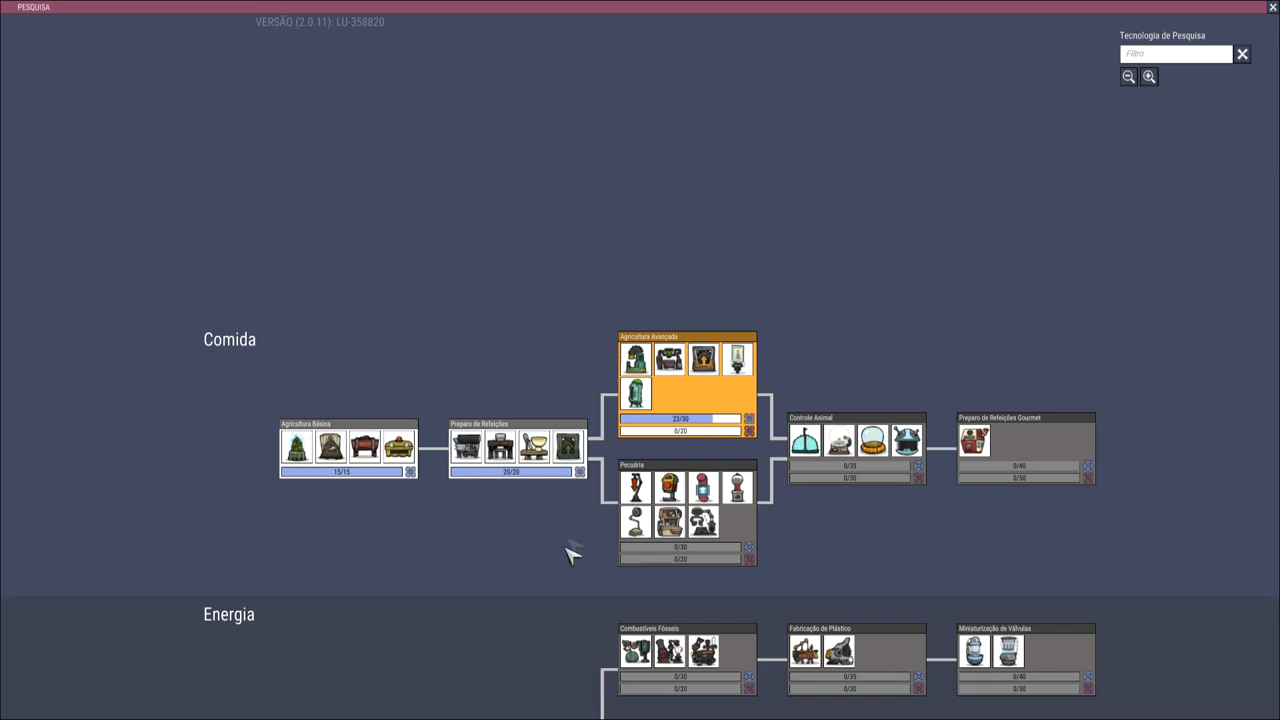 PESQUISA
VERSÃO (2.0.11): LU-358820
Tecnologia de Pesquisa
Filtro
Comida
Agricultura Básica
15/15
Preparo de Refeições
20/20
Agricultura Avançada
23/30
0/20
Pecuária
0/30
0/20
Controle Animal
0/35
0/30
Preparo de Refeições Gourmet
0/40
0/50
Energia
Combustíveis Fósseis
0/30
0/20
Fabricação de Plástico
0/35
0/30
Miniaturização de Válvulas
0/40
0/50